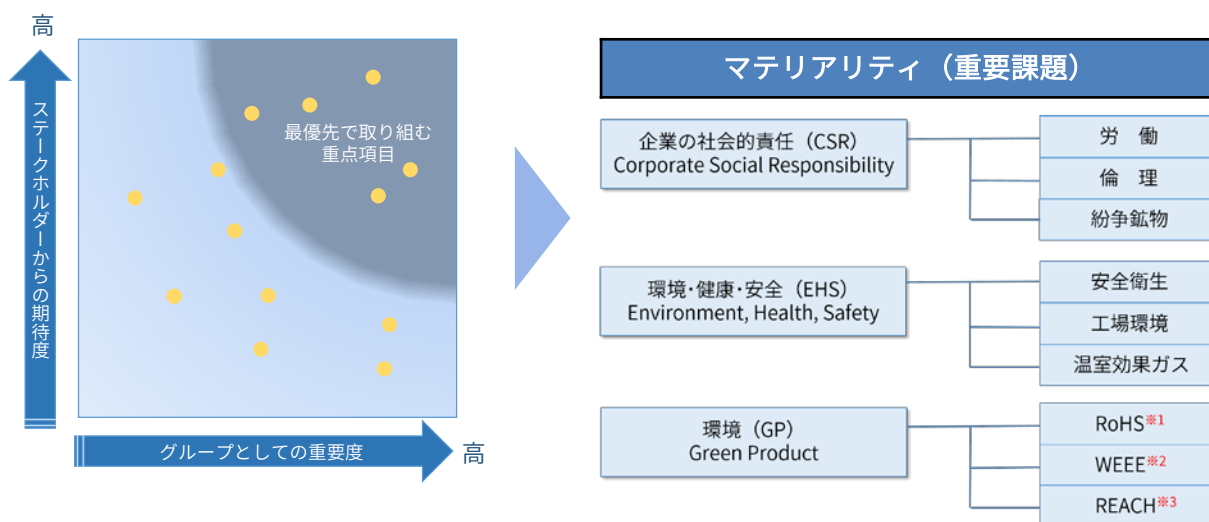 高
ステークホルダーからの期待度
最優先で取り組む
重点項目
グループとしての重要度
高
マテリアリティ（重要課題）
企業の社会的責任（CSR）
Corporate Social Responsibility
労　働
倫　理
紛争鉱物
環境・健康・安全（EHS）
Environment, Health, Safety
安全衛生
工場環境
温室効果ガス
環境（GP）
Green Product
RoHS※1
WEEE※2
REACH※3